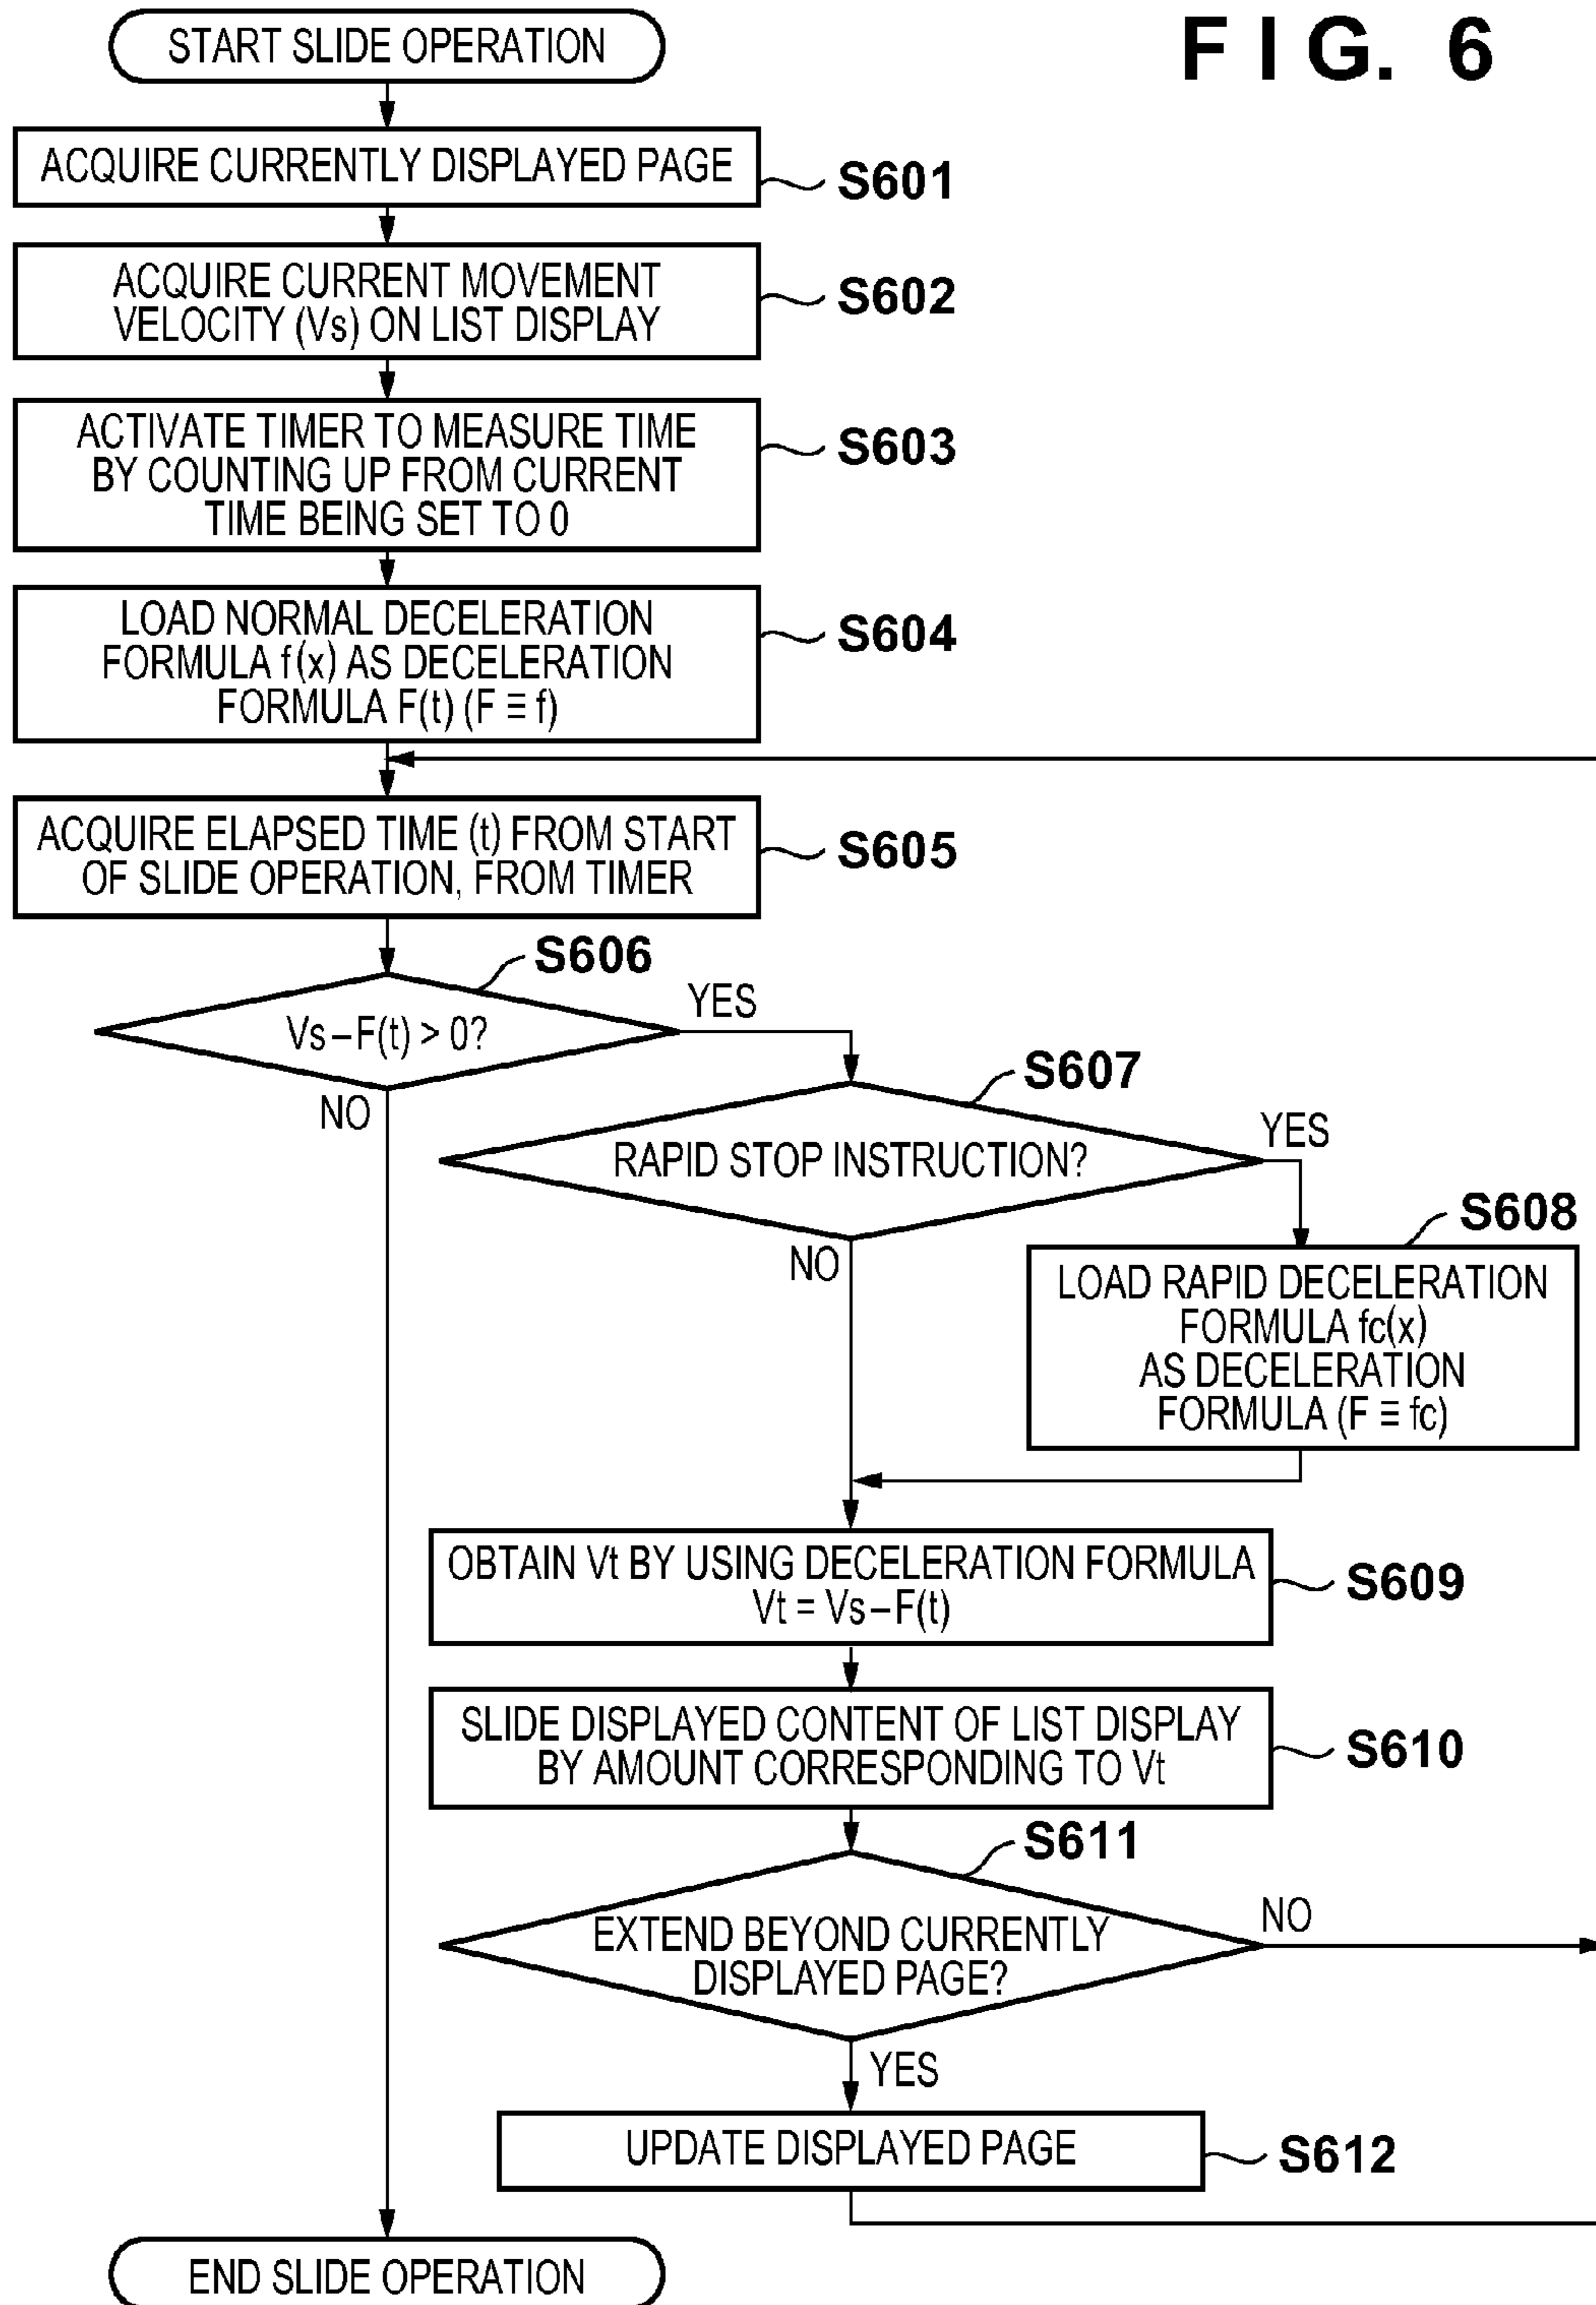 F I G. 6
START SLIDE OPERATION
ACQUIRE CURRENTLY DISPLAYED PAGE
S601
ACQUIRE CURRENT MOVEMENT
VELOCITY (Vs) ON LIST DISPLAY
S602
ACTIVATE TIMER TO MEASURE TIME
BY COUNTING UP FROM CURRENT
TIME BEING SET TO 0
S603
LOAD NORMAL DECELERATION
FORMULA f(x) AS DECELERATION
FORMULA F(t) (F ≡ f)
S604
ACQUIRE ELAPSED TIME (t) FROM START
OF SLIDE OPERATION, FROM TIMER
S605
S606
Vs – F(t) > 0?
YES
NO
S607
RAPID STOP INSTRUCTION?
YES
NO
S608
LOAD RAPID DECELERATION
FORMULA fc(x)
AS DECELERATION
FORMULA (F ≡ fc)
OBTAIN Vt BY USING DECELERATION FORMULA
Vt = Vs – F(t)
S609
SLIDE DISPLAYED CONTENT OF LIST DISPLAY
BY AMOUNT CORRESPONDING TO Vt
S610
S611
EXTEND BEYOND CURRENTLY
DISPLAYED PAGE?
NO
YES
UPDATE DISPLAYED PAGE
S612
END SLIDE OPERATION